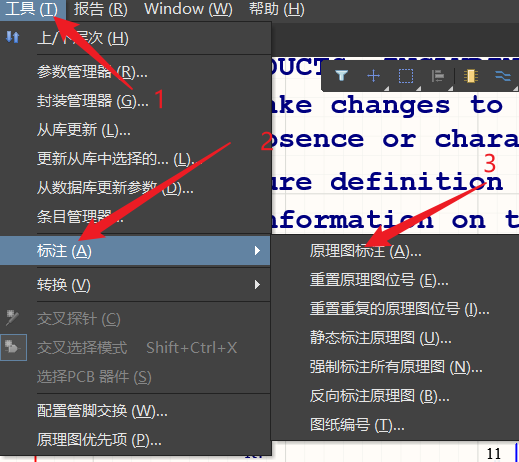 工具 (T) 报告 (R) Window (W) 帮助 (H)
上/下层次 (H)
参数管理器 (R)...
封装管理器 (G)... 1
从库更新 (L)...
更新从库中选择的... (L)... 2
从数据库更新参数 (D)...
条目管理器...
标注 (A)
转换 (V)
交叉探针 (C)
交叉选择模式 Shift+Ctrl+X
选择PCB 器件 (S)
配置管脚交换 (W)...
原理图优先项 (P)...
ake changes to
sence or chara
3
ure definition
nformation on t
原理图标注 (A)...
重置原理图位号 (E)...
重置重复的原理图位号 (I)...
静态标注原理图 (U)...
强制标注所有原理图 (N)...
反向标注原理图 (B)...
图纸编号 (T)...
11